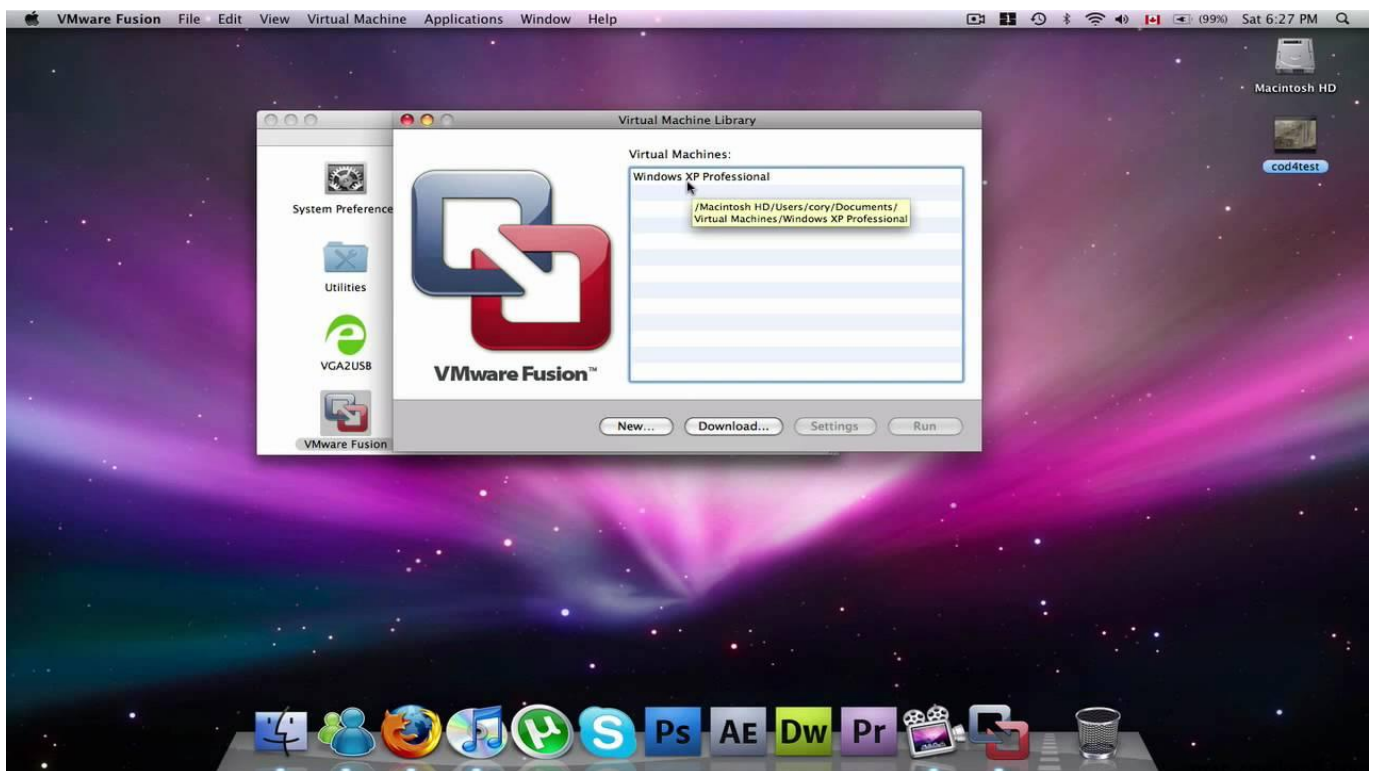 VMware Fusion File Edit View Virtual Machine Applications Window Help
1 (99%) Sat 6:27 PM
Macintosh HD
cod4test
Virtual Machine Library
Virtual Machines:
Windows XP Professional
/Macintosh HD/Users/cory/Documents/
Virtual Machines/Windows XP Professional
System Preference
Utilities
VGA2USB
VMware Fusion
VMware Fusion™
New... Download... Settings Run
µ S Ps AE Dw Pr